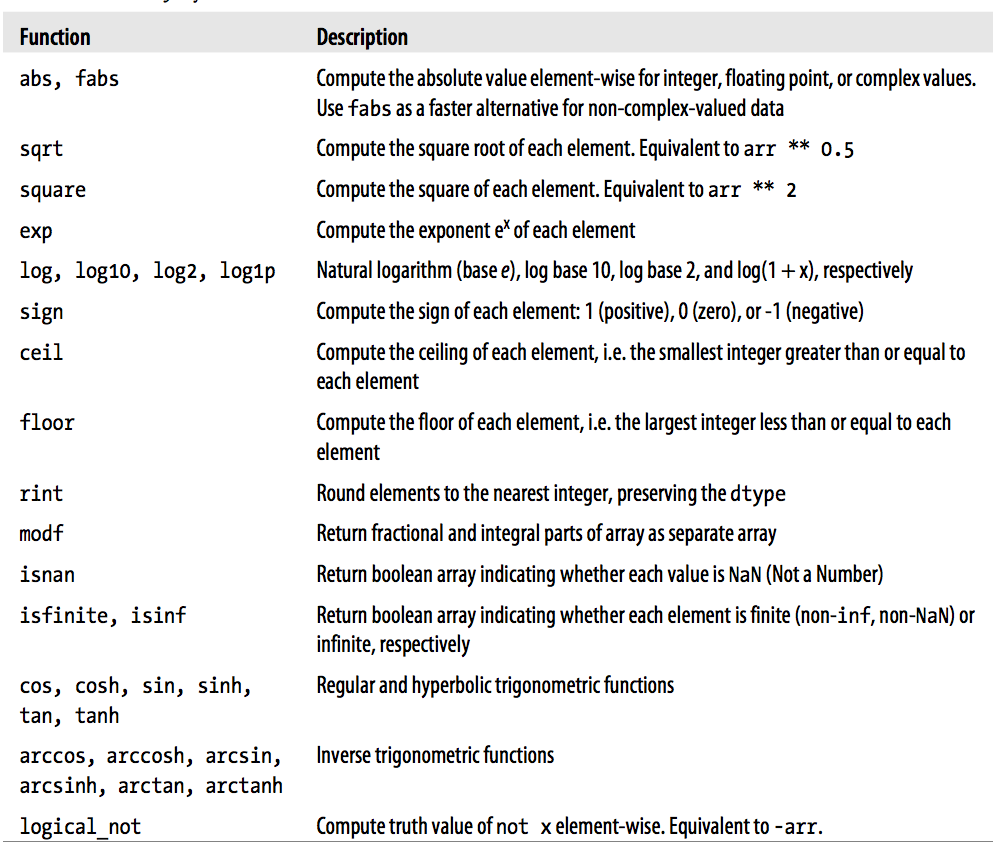 Function Description
abs, fabs Compute the absolute value element-wise for integer, floating point, or complex values.
Use fabs as a faster alternative for non-complex-valued data
sqrt Compute the square root of each element. Equivalent to arr ** 0.5
square Compute the square of each element. Equivalent to arr ** 2
exp Compute the exponent eˣ of each element
log, log10, log2, log1p Natural logarithm (base e), log base 10, log base 2, and log(1 + x), respectively
sign Compute the sign of each element: 1 (positive), 0 (zero), or -1 (negative)
ceil Compute the ceiling of each element, i.e. the smallest integer greater than or equal to
each element
floor Compute the floor of each element, i.e. the largest integer less than or equal to each
element
rint Round elements to the nearest integer, preserving the dtype
modf Return fractional and integral parts of array as separate array
isnan Return boolean array indicating whether each value is NaN (Not a Number)
isfinite, isinf Return boolean array indicating whether each element is finite (non-inf, non-NaN) or
infinite, respectively
cos, cosh, sin, sinh, Regular and hyperbolic trigonometric functions
tan, tanh
arccos, arccosh, arcsin, Inverse trigonometric functions
arcsinh, arctan, arctanh
logical_not Compute truth value of not x element-wise. Equivalent to -arr.